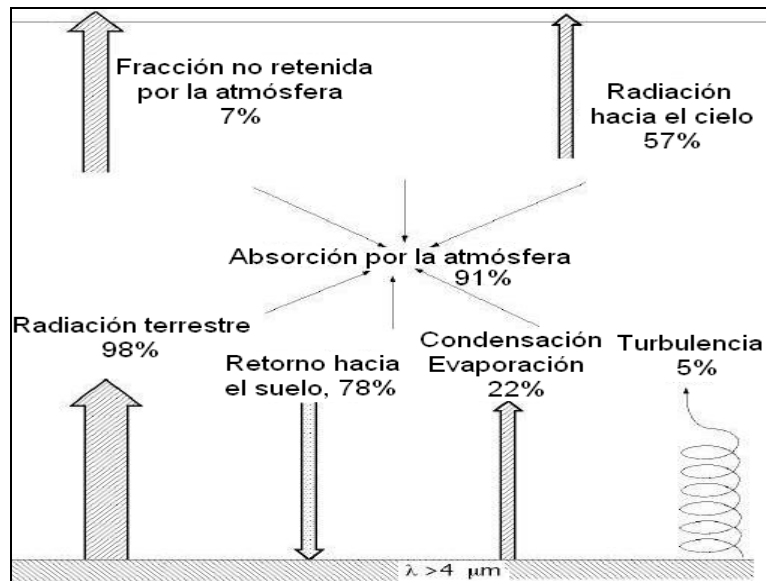 Fracción no retenida
por la atmósfera
7%
Radiación
hacia el cielo
57%
Absorción por la atmósfera
91%
Radiación terrestre
98%
Retorno hacia
el suelo, 78%
Condensación
Evaporación
22%
Turbulencia
5%
λ >4 μm